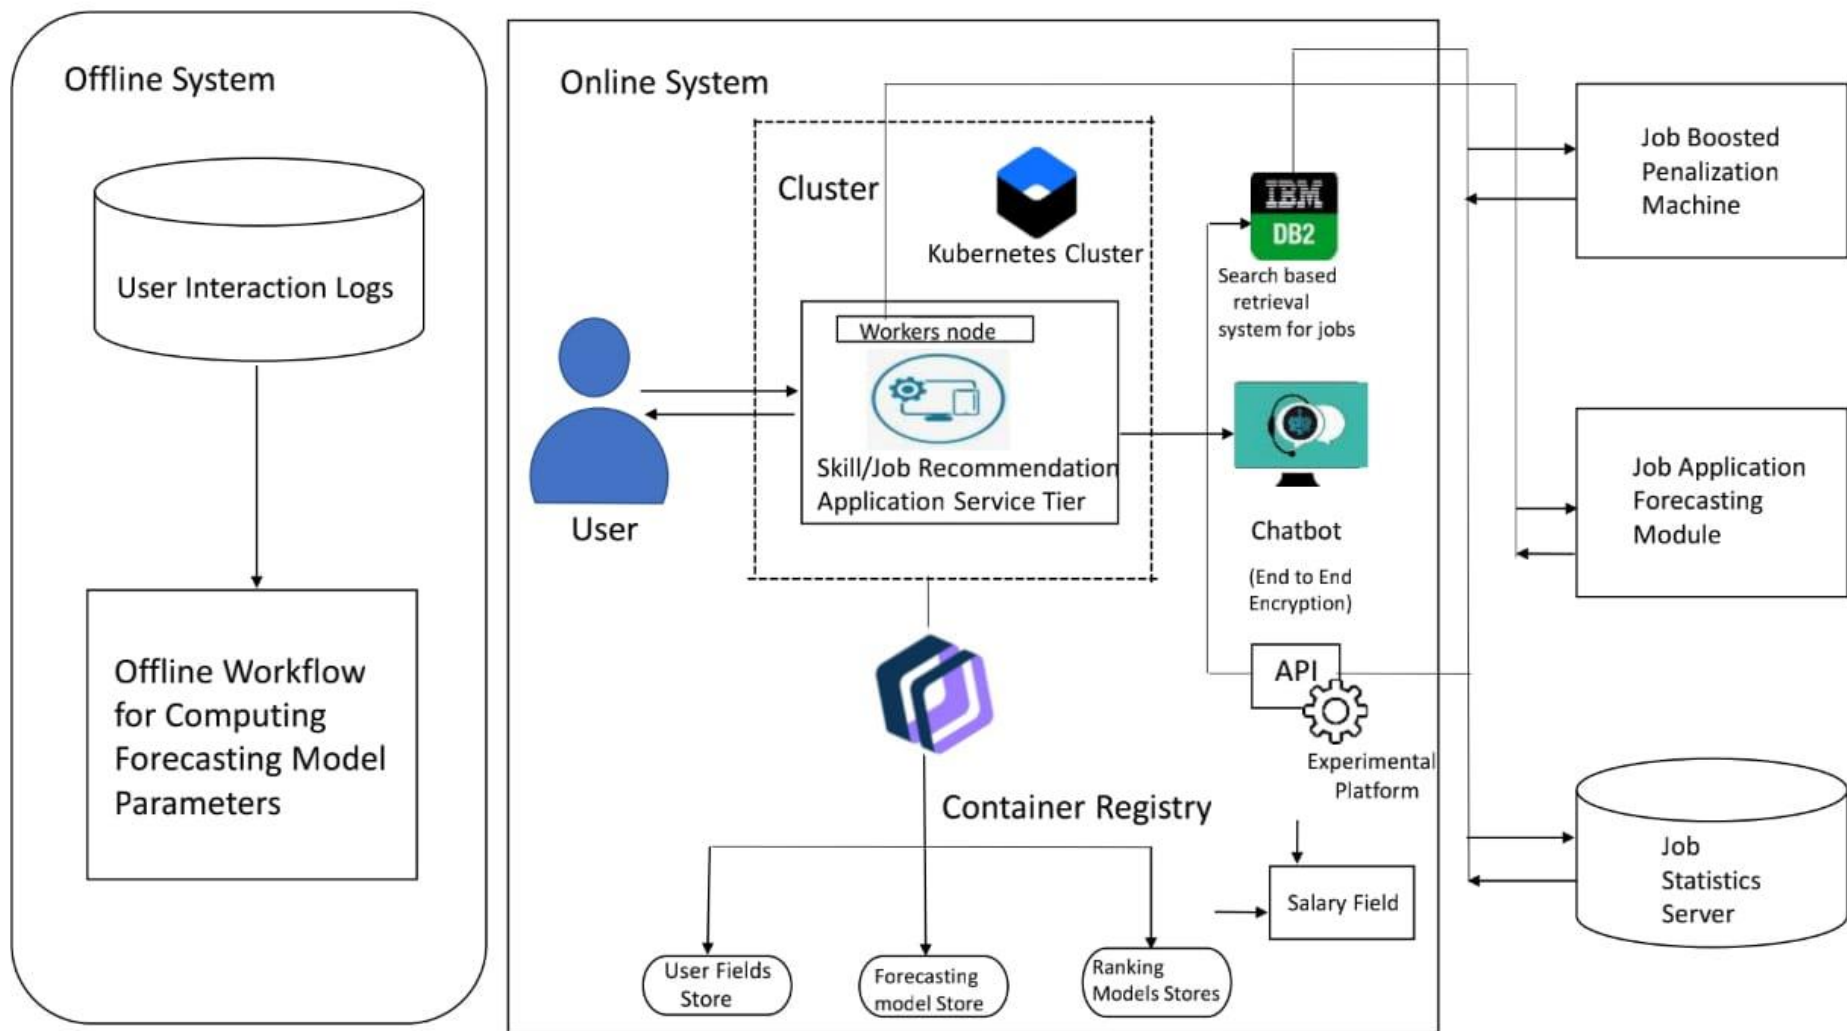 Offline System
User Interaction Logs
Offline Workflow
for Computing
Forecasting Model
Parameters
Online System
Cluster
Kubernetes Cluster
Workers node
Skill/Job Recommendation
Application Service Tier
User
IBM
DB2
Search based
retrieval
system for jobs
Chatbot
(End to End
Encryption)
API
Experimental
Platform
Container Registry
Salary Field
User Fields
Store
Forecasting
model Store
Ranking
Models Stores
Job Boosted
Penalization
Machine
Job Application
Forecasting
Module
Job
Statistics
Server